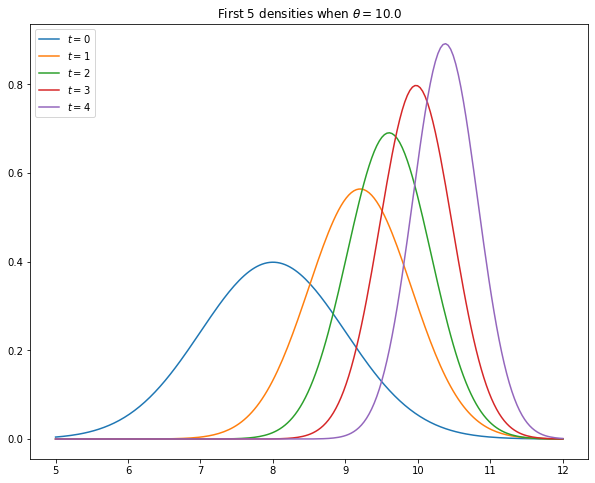 First 5 densities when θ = 10.0
t = 0
t = 1
t = 2
t = 3
t = 4
0.8
0.6
0.4
0.2
0.0
5 6 7 8 9 10 11 12